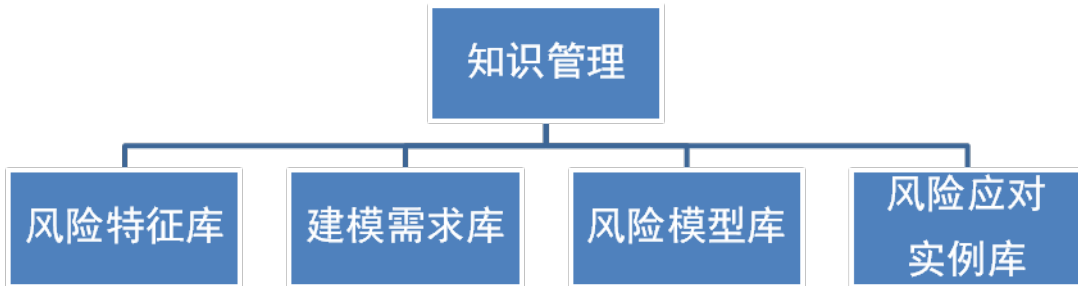 知识管理
风险特征库
建模需求库
风险模型库
风险应对
实例库